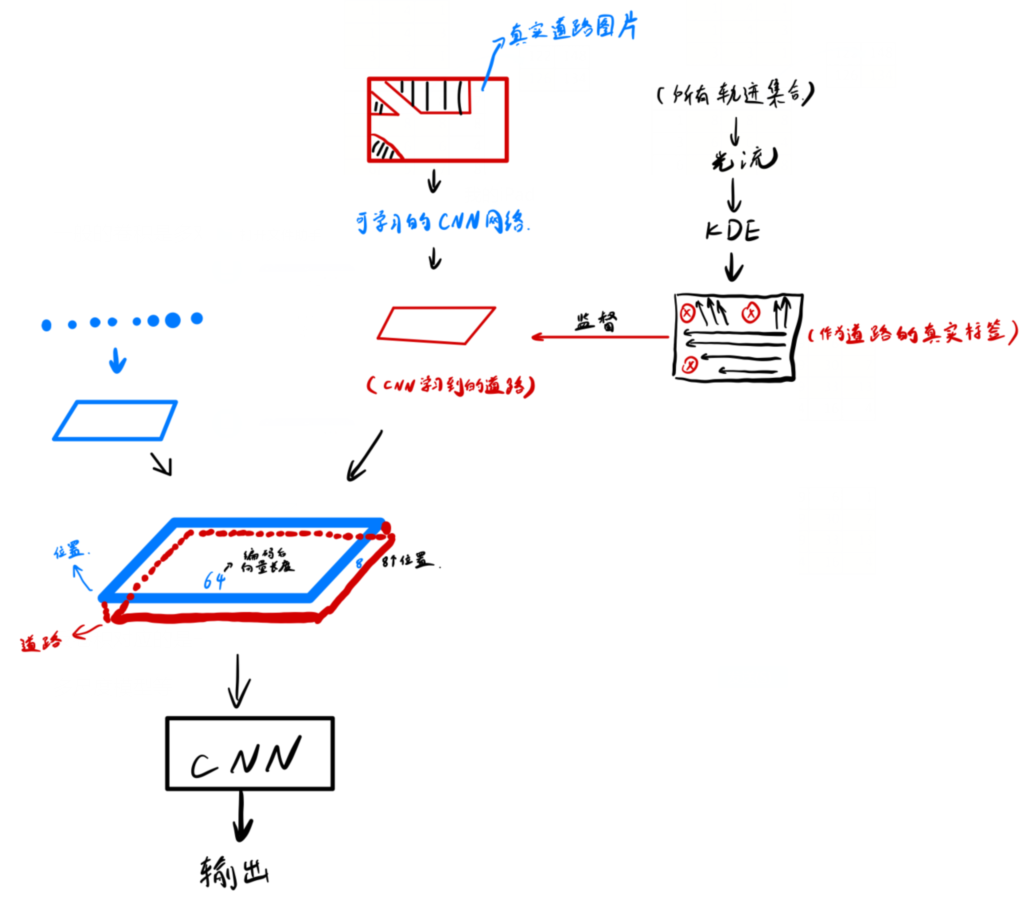 真实道路图片
(所有轨迹集合)
光流
可学习的CNN网络.
KDE
监督
(作为道路的真实标签)
(CNN学习到的道路)
位置.
编码后
向量长度
64
8
8个位置.
道路
CNN
输出